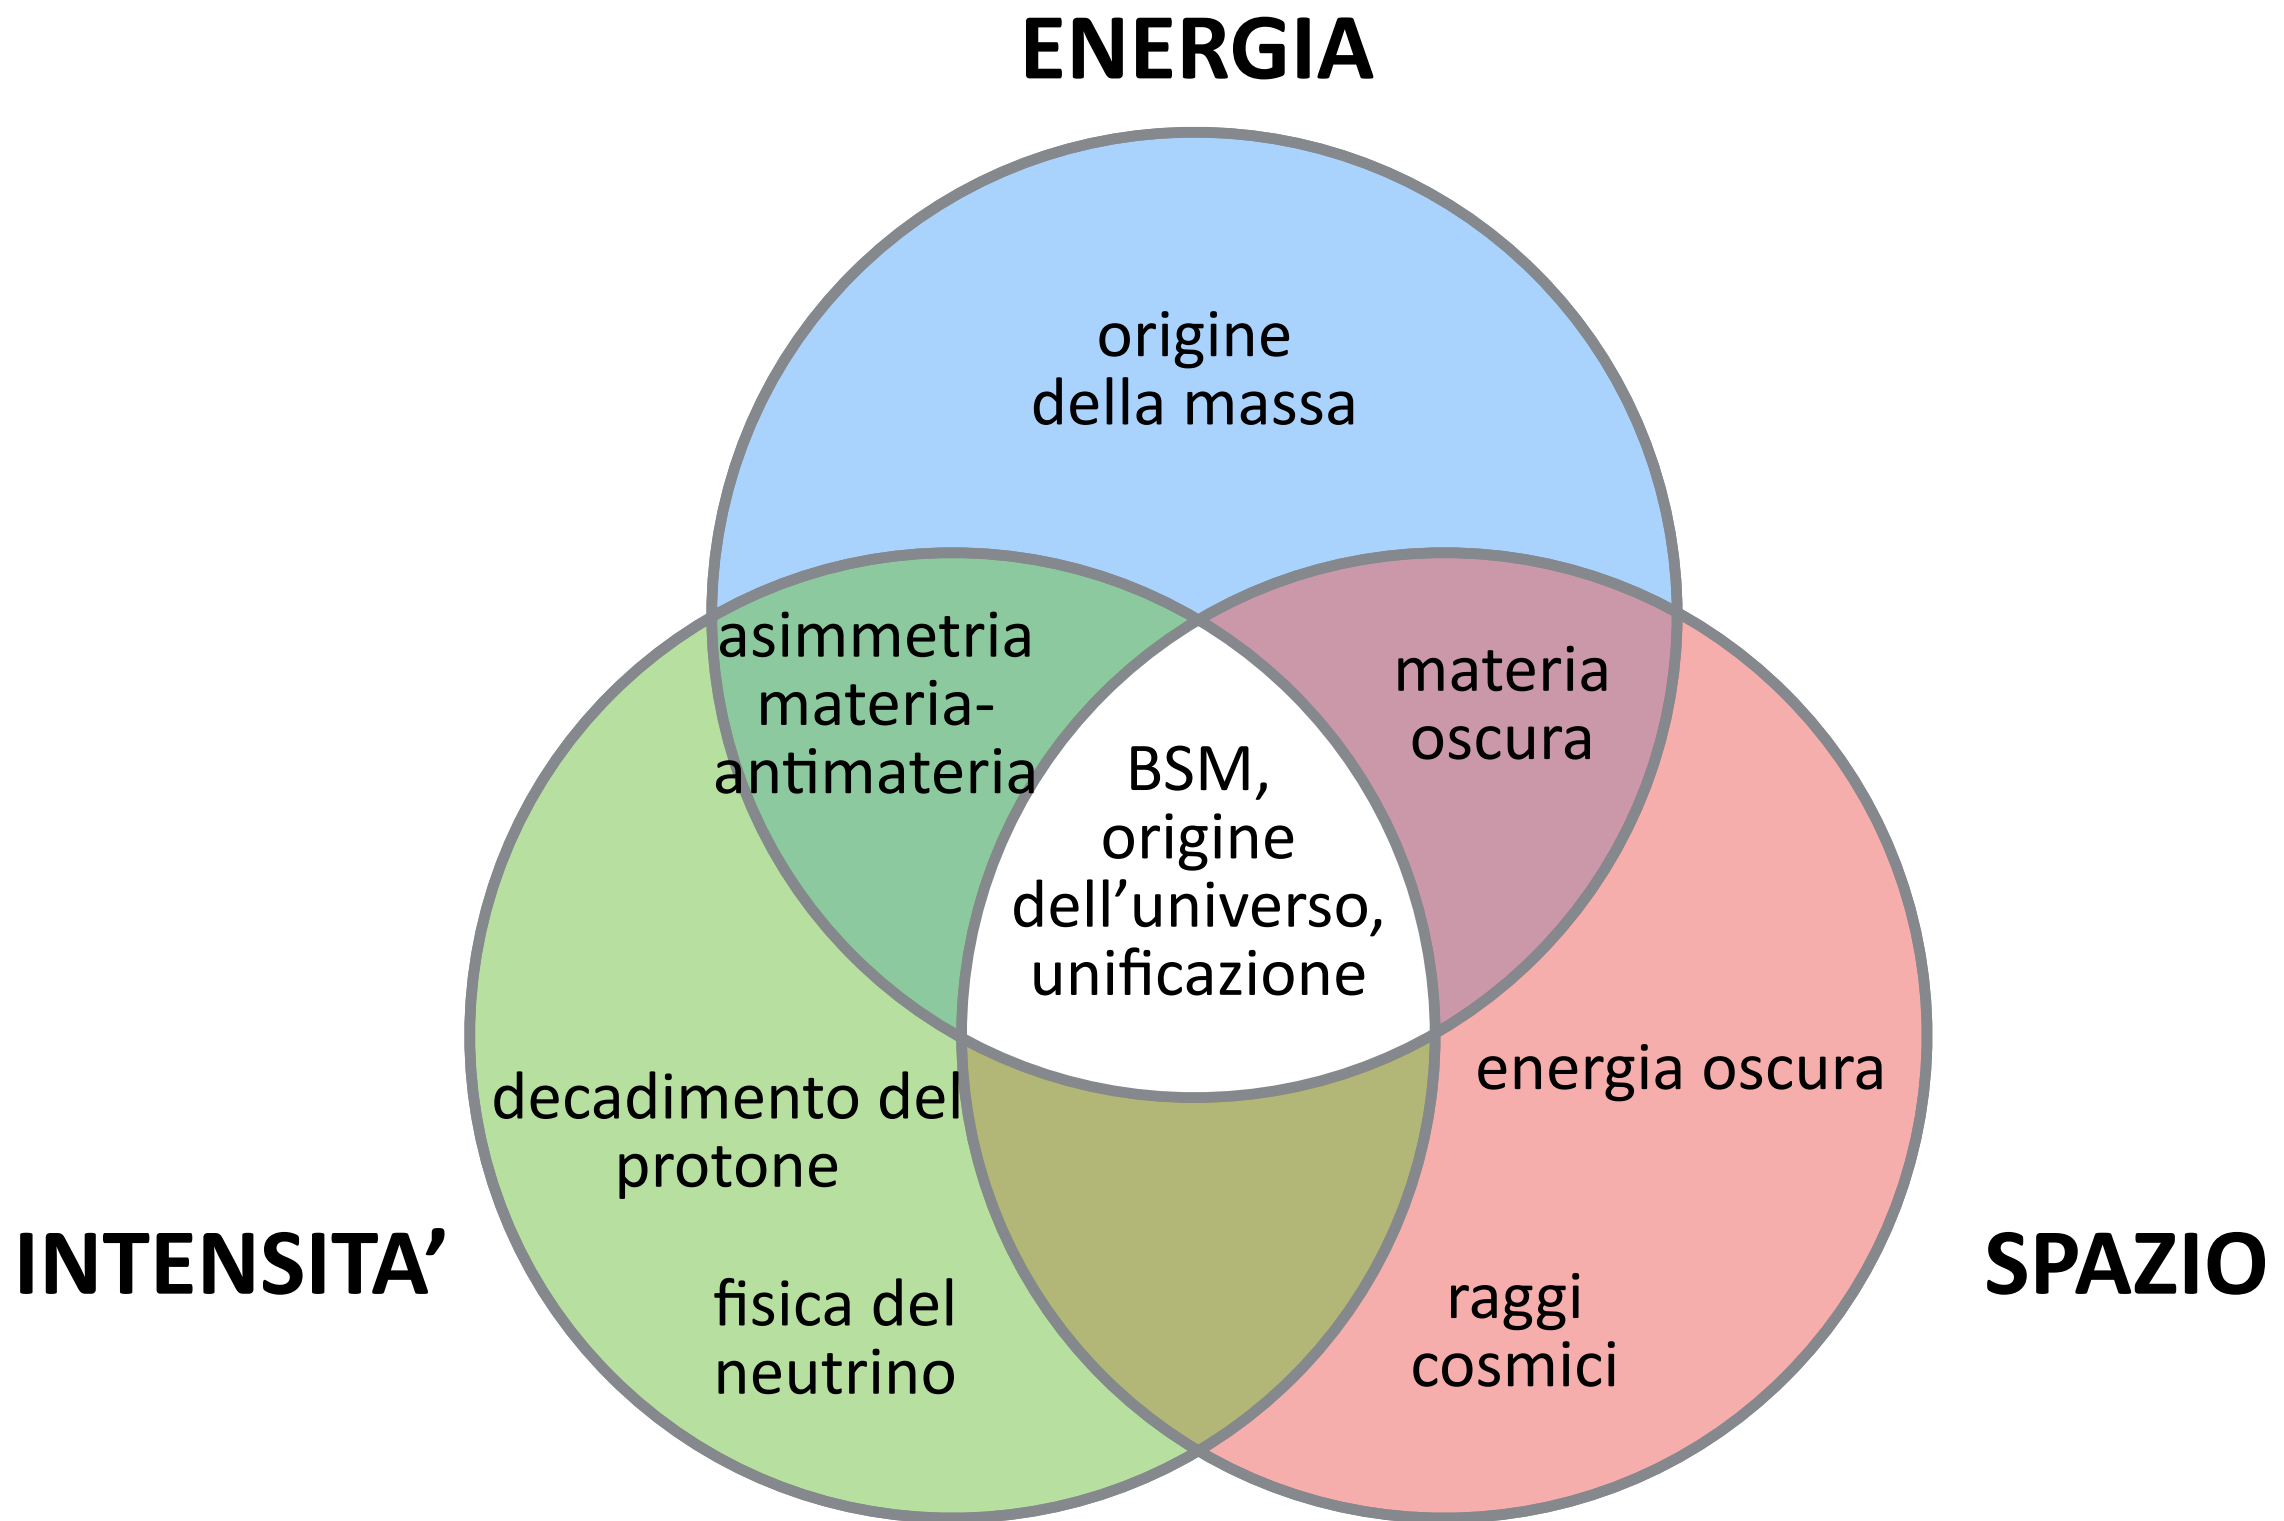 ENERGIA
origine
della massa
asimmetria
materia-
antimateria
materia
oscura
BSM,
origine
dell’universo,
unificazione
decadimento del
protone
energia oscura
INTENSITA’
SPAZIO
fisica del
neutrino
raggi
cosmici